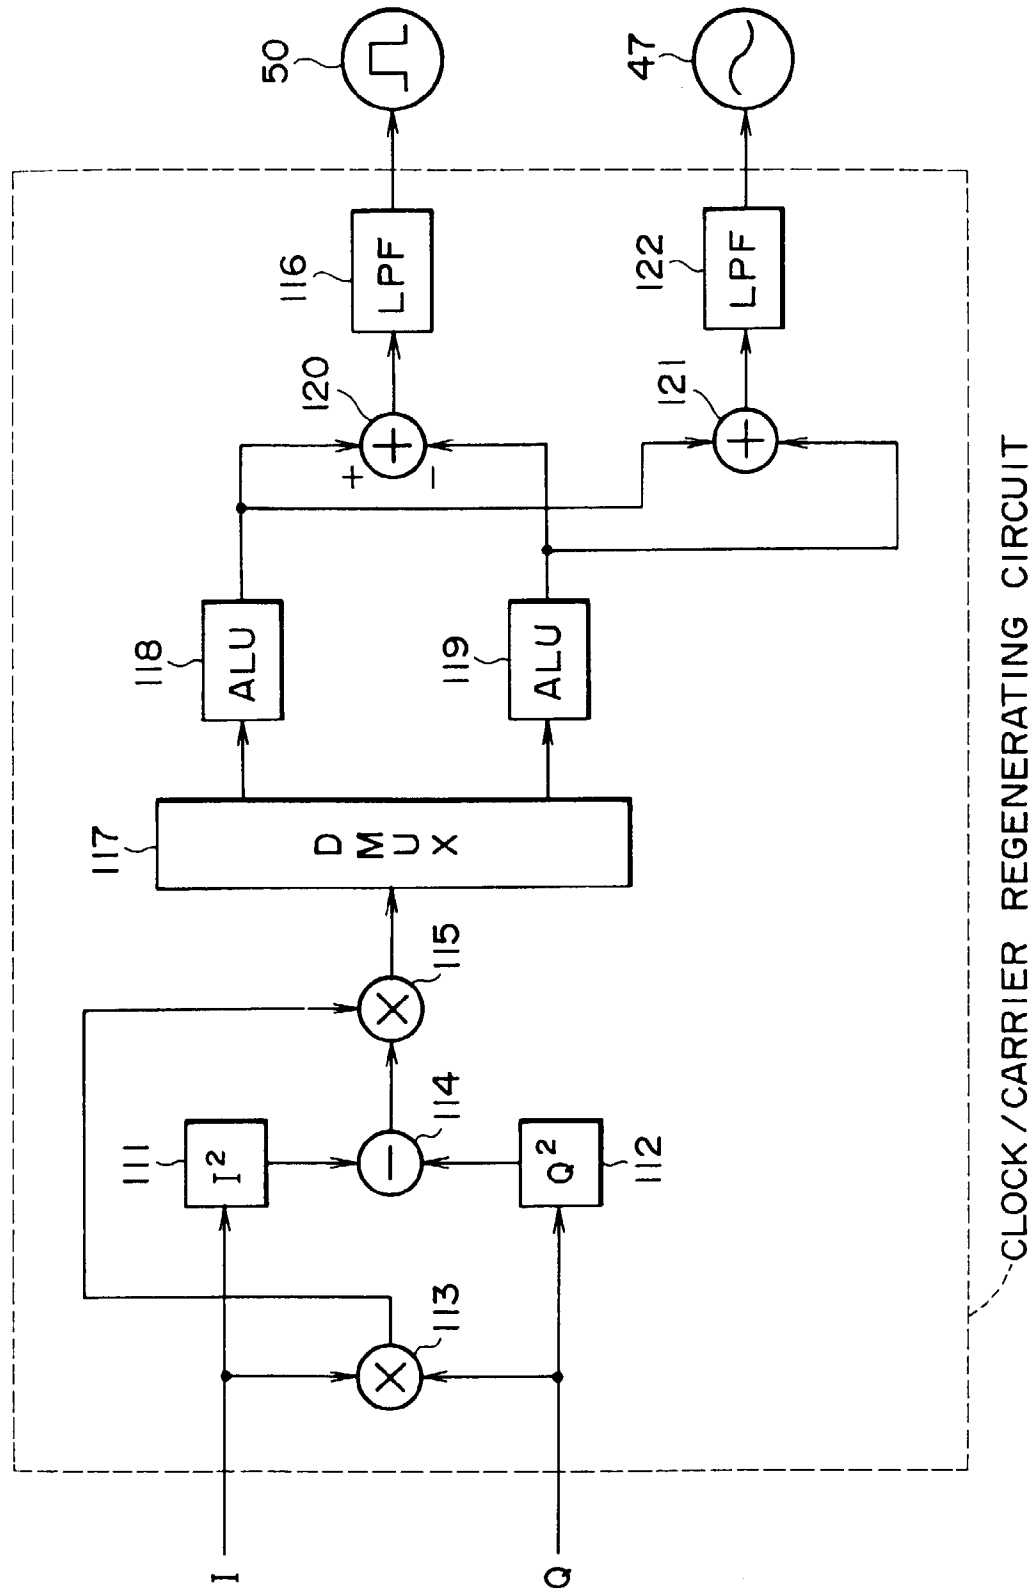 I
Q
113
111
I²
114
Q²
112
115
117
DMUX
118
ALU
119
ALU
120
+
+
−
121
+
116
LPF
122
LPF
50
47
CLOCK/CARRIER REGENERATING CIRCUIT